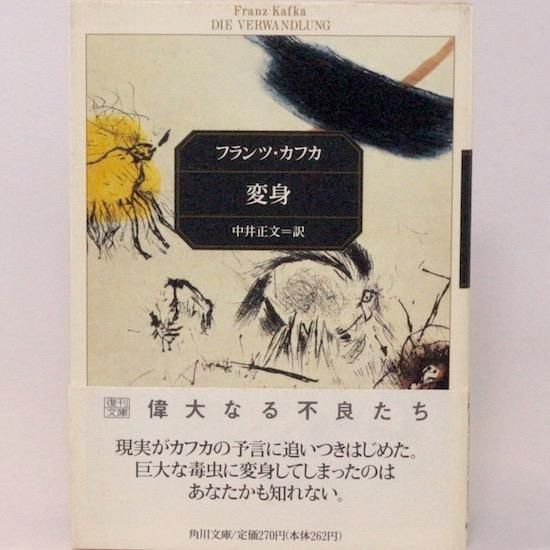 Franz Kafka
DIE VERWANDLUNG
フランツ・カフカ
変身
中井正文＝訳
復刊文庫
偉大なる不良たち
現実がカフカの予言に追いつきはじめた。
巨大な毒虫に変身してしまったのは
あなたかも知れない。
角川文庫/定価270円(本体262円)